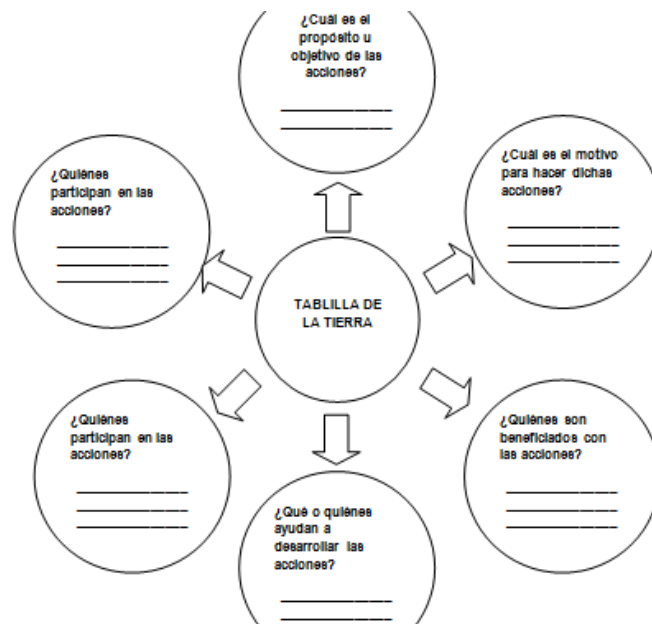 ¿Cuál es el
propósito u
objetivo de las
acciones?
¿Quiénes
participan en las
acciones?
¿Cuál es el motivo
para hacer dichas
acciones?
TABLILLA DE
LA TIERRA
¿Quiénes
participan en las
acciones?
¿Quiénes son
beneficiados con
las acciones?
¿Qué o quiénes
ayudan a
desarrollar las
acciones?